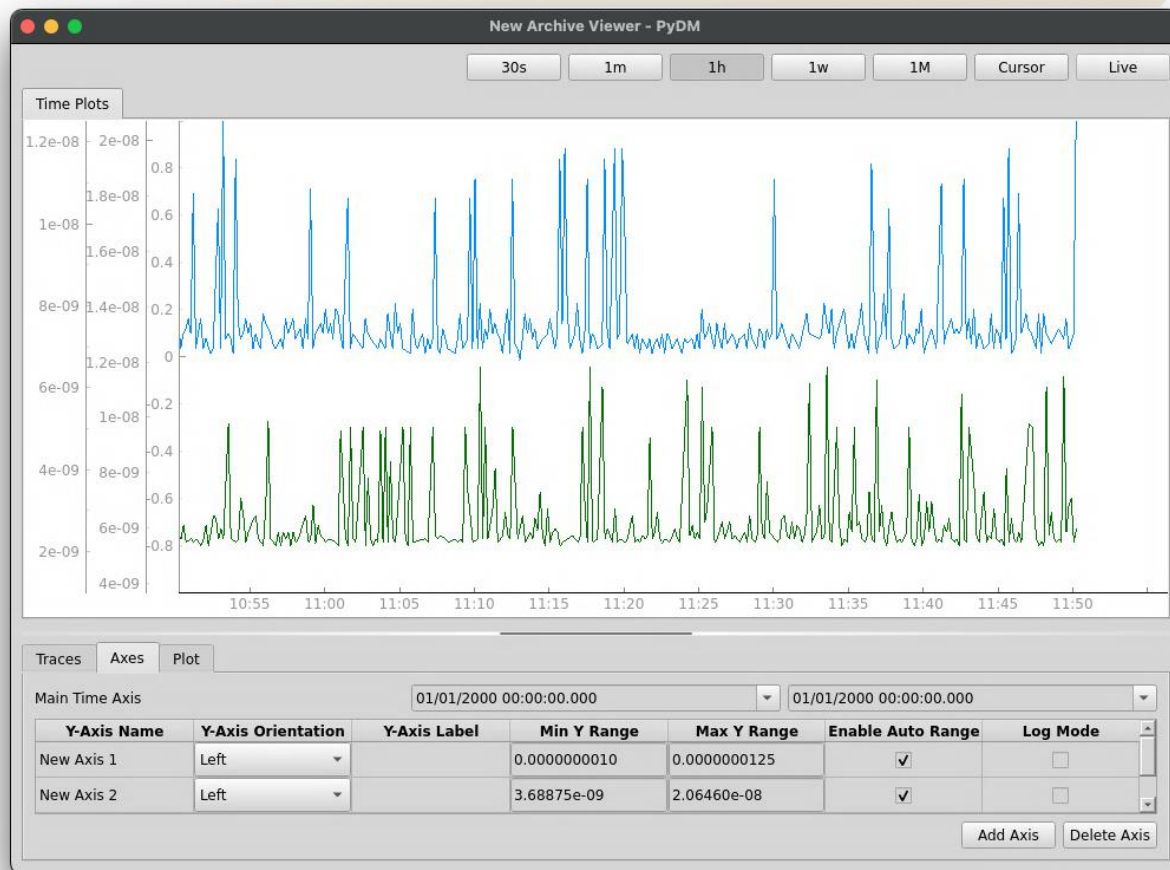 New Archive Viewer - PyDM
30s 1m 1h 1w 1M Cursor Live
Time Plots
1.2e-08 2e-08
0.8
1.8e-08
1e-08 0.6
1.6e-08
0.4
8e-09 1.4e-08 0.2
0
1.2e-08
6e-09
-0.2
1e-08
-0.4
4e-09 8e-09
-0.6
6e-09
2e-09 -0.8
4e-09
10:55 11:00 11:05 11:10 11:15 11:20 11:25 11:30 11:35 11:40 11:45 11:50
Traces Axes Plot
Main Time Axis 01/01/2000 00:00:00.000 01/01/2000 00:00:00.000
Y-Axis Name Y-Axis Orientation Y-Axis Label Min Y Range Max Y Range Enable Auto Range Log Mode
New Axis 1 Left 0.0000000010 0.0000000125
New Axis 2 Left 3.68875e-09 2.06460e-08
Add Axis Delete Axis